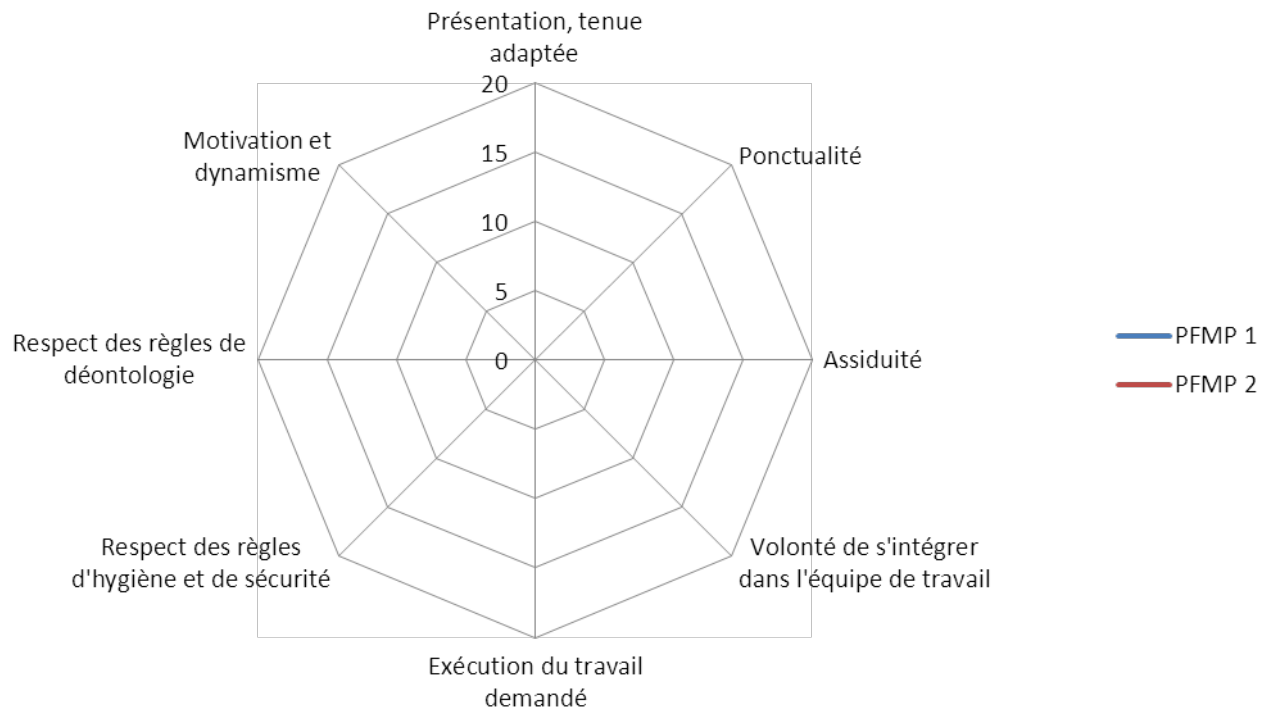 Présentation, tenue
adaptée
20
15
10
5
0
Motivation et
dynamisme
Ponctualité
Respect des règles de
déontologie
Assiduité
PFMP 1
PFMP 2
Respect des règles
d'hygiène et de sécurité
Volonté de s'intégrer
dans l'équipe de travail
Exécution du travail
demandé